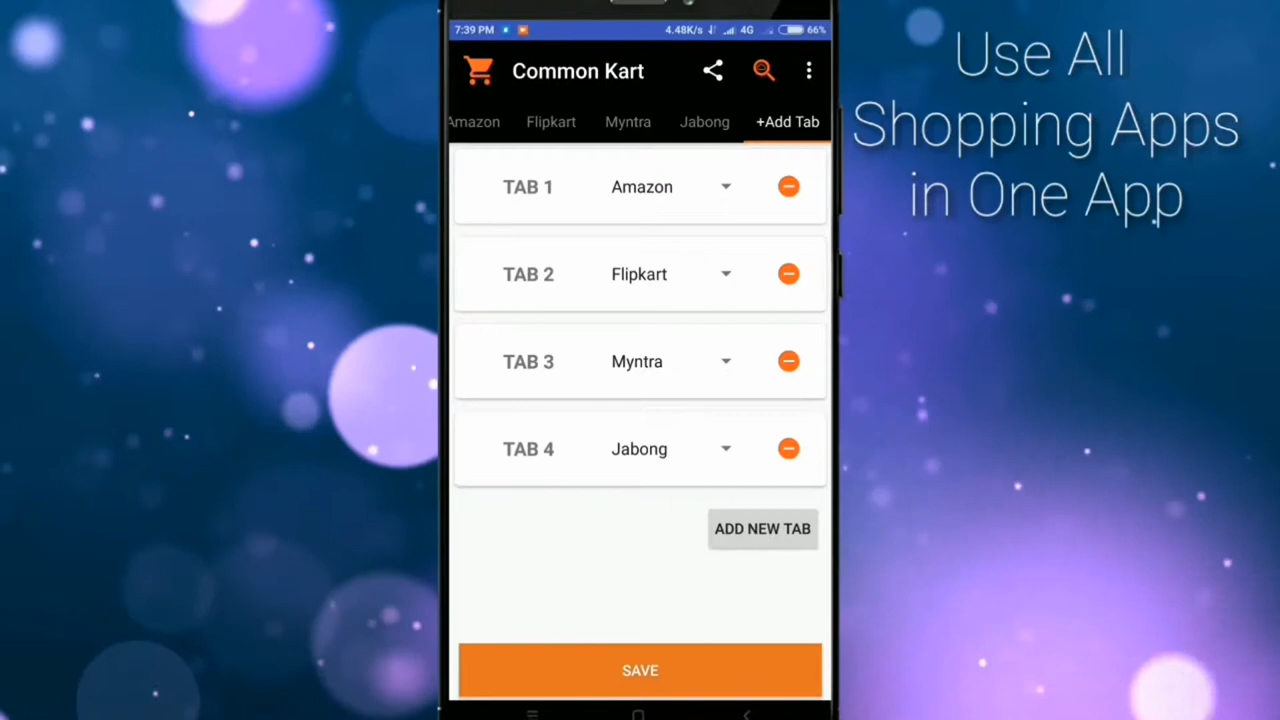 7:39 PM 4.48K/s 4G 66%
Common Kart
Amazon Flipkart Myntra Jabong +Add Tab
TAB 1 Amazon
TAB 2 Flipkart
TAB 3 Myntra
TAB 4 Jabong
ADD NEW TAB
SAVE
Use All
Shopping Apps
in One App